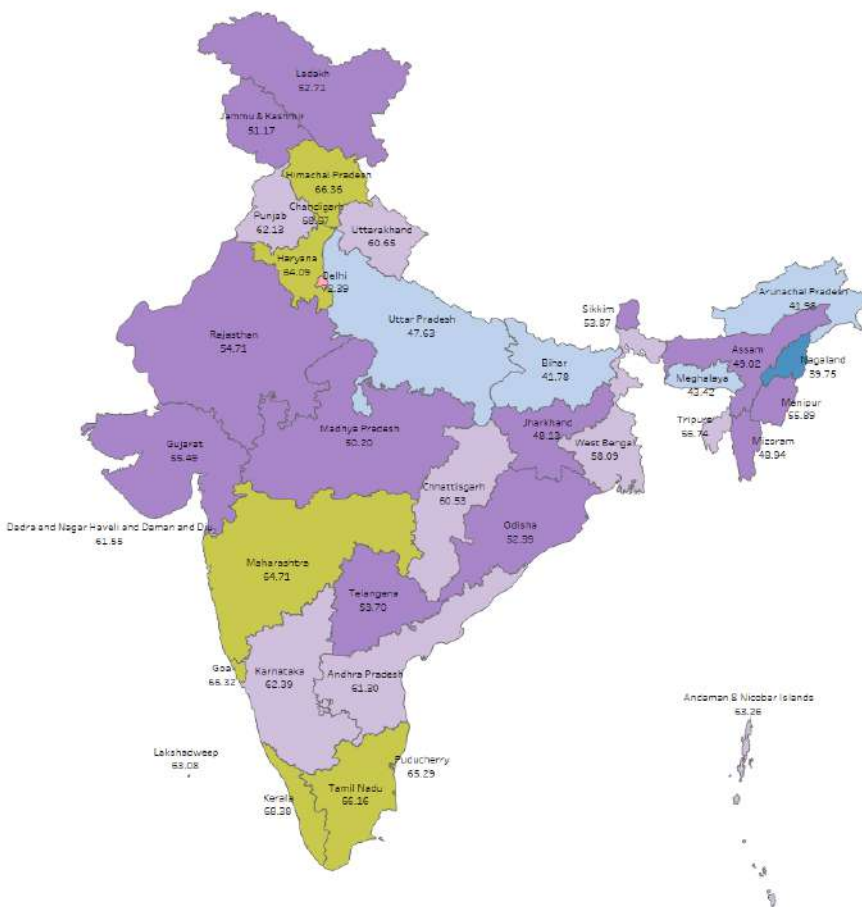 Ladakh
52.71
Jammu & Kashmir
51.17
Himachal Pradesh
66.36
Chandigarh
Punjab
62.13
Uttarakhand
60.65
Haryana
64.09
Delhi
72.39
Rajasthan
54.71
Uttar Pradesh
47.63
Bihar
41.78
Sikkim
53.87
Arunachal Pradesh
41.96
Assam
49.02
Nagaland
39.75
Meghalaya
43.42
Manipur
55.89
Tripura
Mizoram
48.94
Gujarat
55.49
Madhya Pradesh
50.20
Jharkhand
48.13
West Bengal
58.09
Chhattisgarh
60.53
Odisha
52.39
Dadra and Nagar Haveli and Daman and Diu
61.55
Maharashtra
64.71
Telangana
53.70
Goa
66.32
Karnataka
62.39
Andhra Pradesh
61.30
Andaman & Nicobar Islands
63.26
Lakshadweep
63.08
Puducherry
65.29
Kerala
68.38
Tamil Nadu
66.16